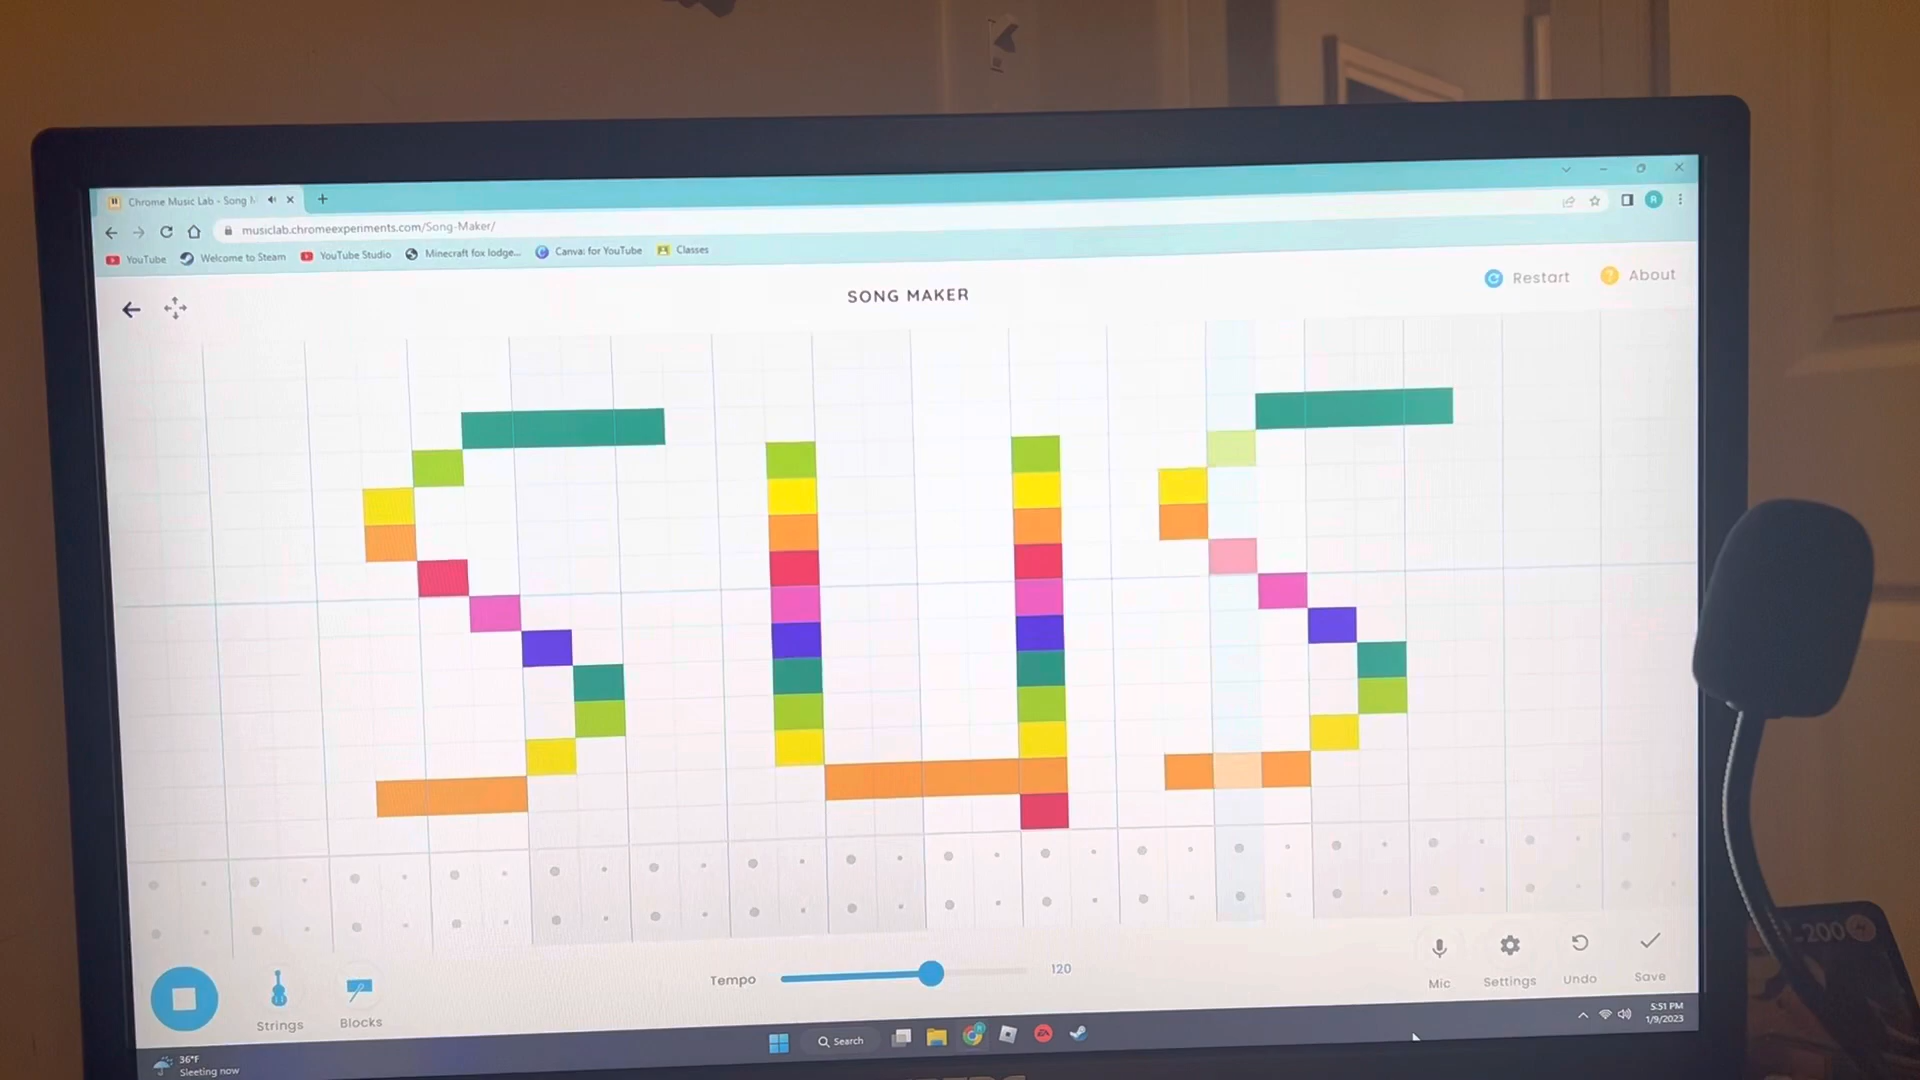 Chrome Music Lab - Song M
musiclab.chromeexperiments.com/Song-Maker/
YouTube Welcome to Steam YouTube Studio Minecraft fox lodge... Canva: for YouTube Classes
SONG MAKER
Restart About
SUS
Tempo 120
Strings Blocks
Mic Settings Undo Save
-200
Search
5:51 PM
1/9/2023
36°F
Sleeting now